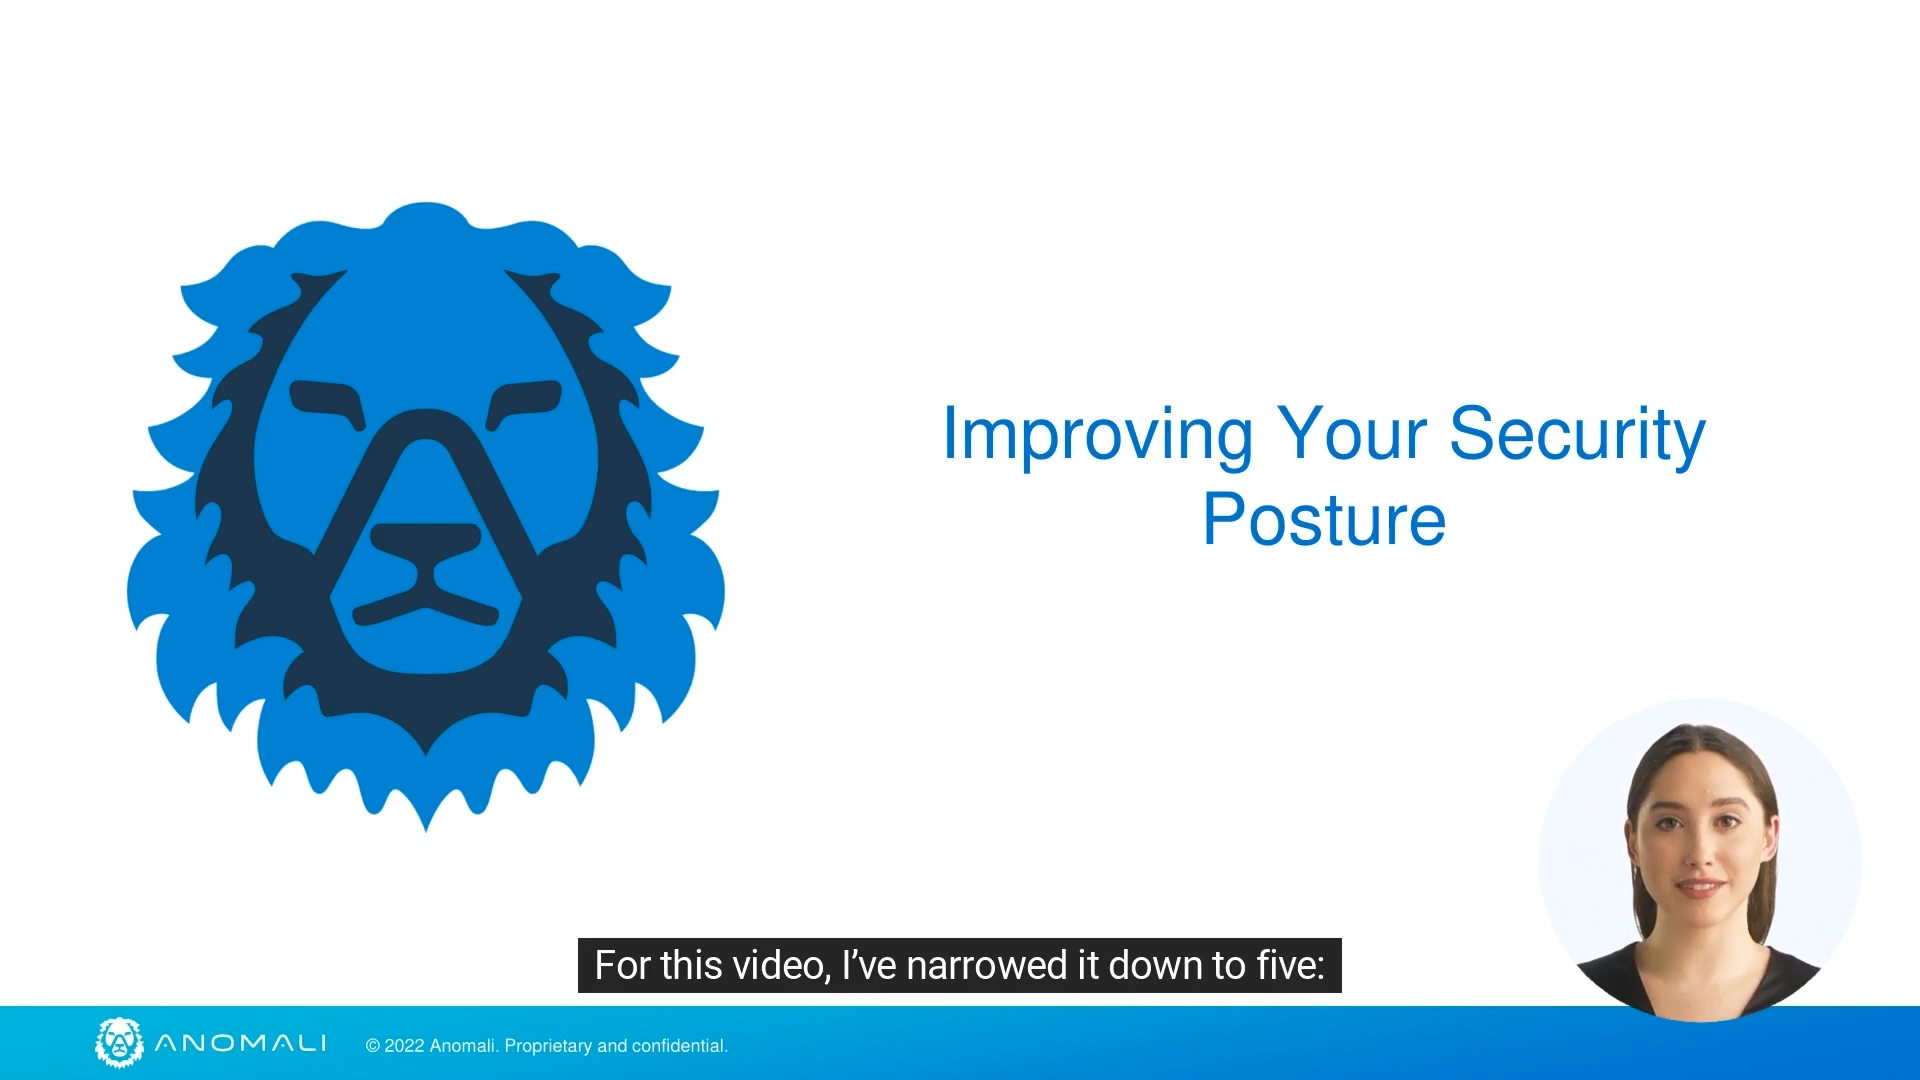 Improving Your Security
Posture
For this video, I’ve narrowed it down to five:
ANOMALI
© 2022 Anomali. Proprietary and confidential.